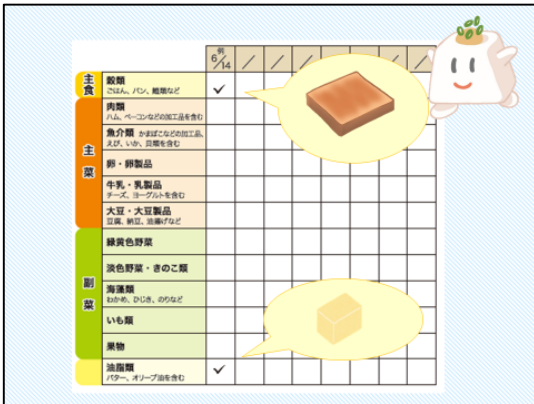 例
6/14 / / / / / / /
主食
穀類
ごはん、パン、麺類など
✓
主菜
肉類
ハム、ベーコンなどの加工品を含む
魚介類 かまぼこなどの加工品、
えび、いか、貝類を含む
卵・卵製品
牛乳・乳製品
チーズ、ヨーグルトを含む
大豆・大豆製品
豆腐、納豆、油揚げなど
副菜
緑黄色野菜
淡色野菜・きのこ類
海藻類
わかめ、ひじき、のりなど
いも類
果物
油脂類
バター、オリーブ油を含む
✓